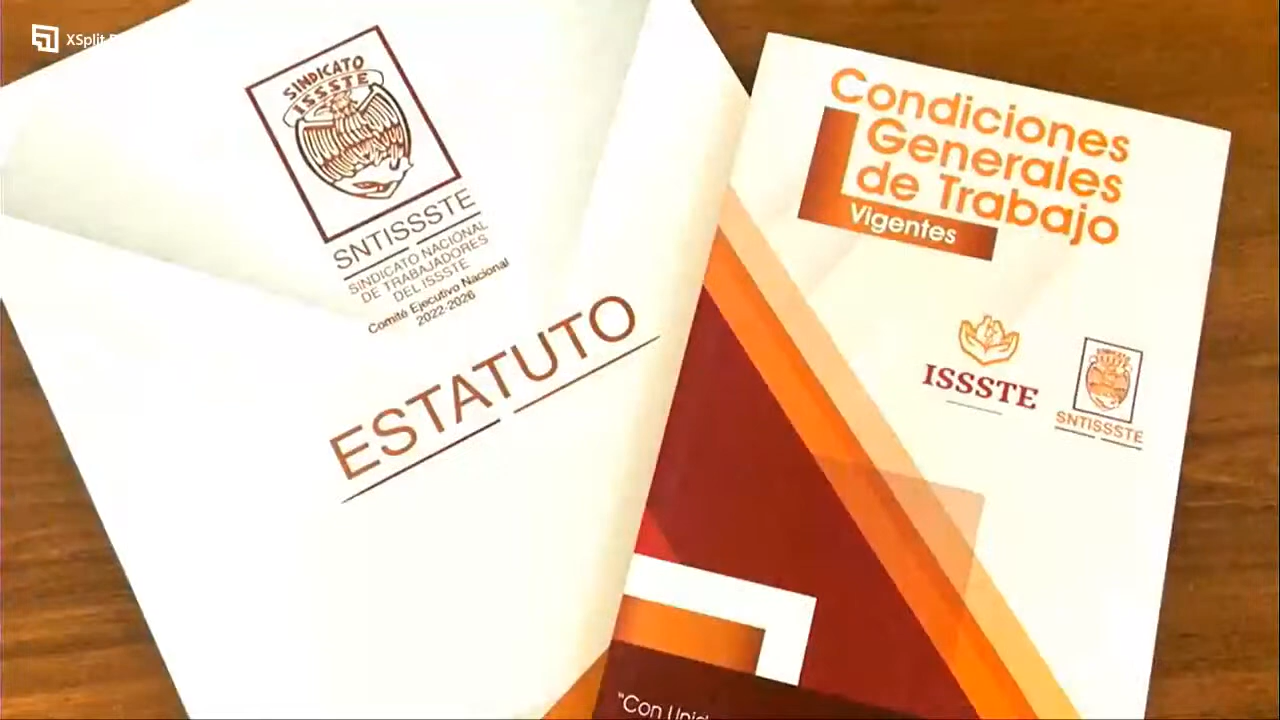 XSplit
SINDICATO
ISSSTE
SNTISSSTE
SINDICATO NACIONAL
DE TRABAJADORES
DEL ISSSTE
Comité Ejecutivo Nacional
2022-2026
ESTATUTO
Condiciones
Generales
de Trabajo
Vigentes
ISSSTE
SNTISSSTE
"Con